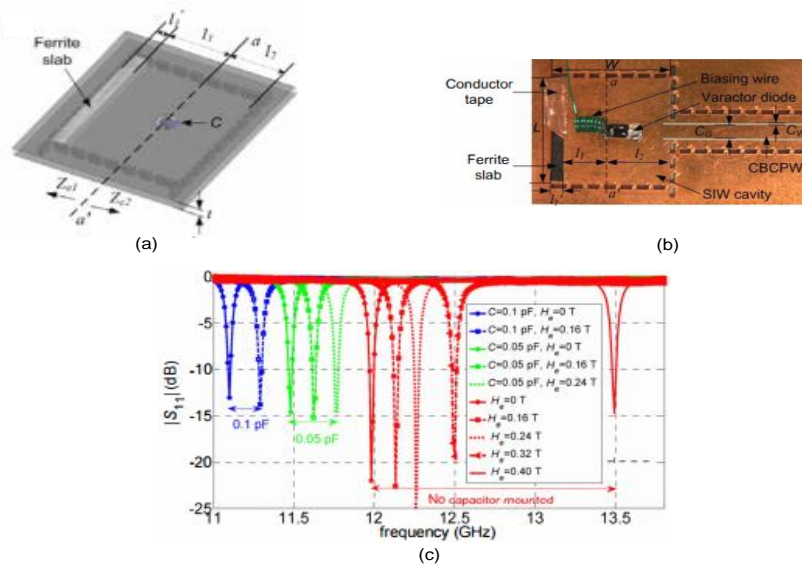 l₁'
l₁
a
l₂
Ferrite
slab
C
Z_c1
Z_c2
a'
t
(a)
W
a
Biasing wire
Varactor diode
Conductor
tape
L
l₁
l₂
C_G
C_W
CBCPW
Ferrite
slab
l₁'
a'
SIW cavity
(b)
0
-5
-10
-15
-20
-25
|S₁₁|(dB)
C=0.1 pF, Hₑ=0 T
C=0.1 pF, Hₑ=0.16 T
C=0.05 pF, Hₑ=0 T
C=0.05 pF, Hₑ=0.16 T
C=0.05 pF, Hₑ=0.24 T
Hₑ=0 T
Hₑ=0.16 T
Hₑ=0.24 T
Hₑ=0.32 T
Hₑ=0.40 T
0.1 pF
0.05 pF
No capacitor mounted
11 11.5 12 12.5 13 13.5
frequency (GHz)
(c)